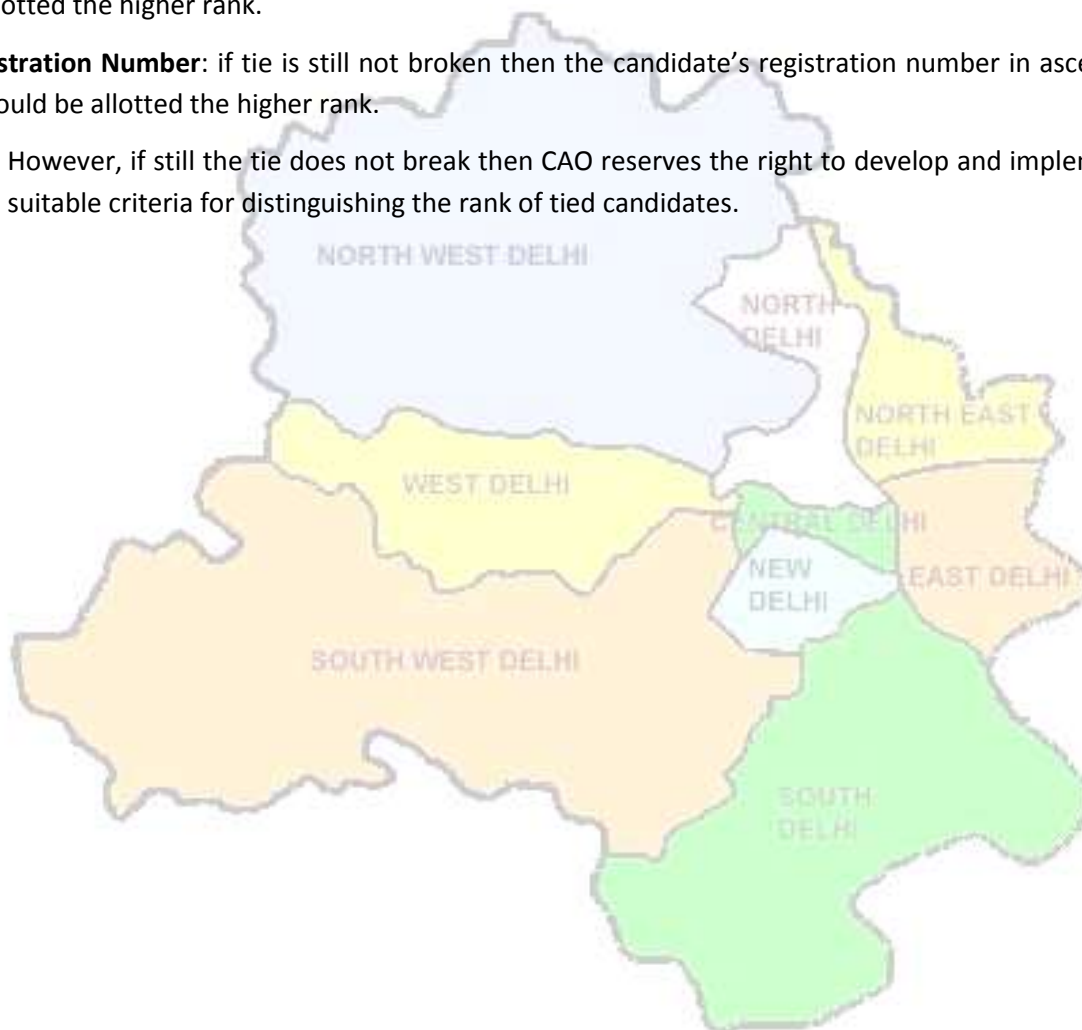 otted the higher rank.
stration Number: if tie is still not broken then the candidate’s registration number in asce
ould be allotted the higher rank.
However, if still the tie does not break then CAO reserves the right to develop and implem
suitable criteria for distinguishing the rank of tied candidates.
NORTH WEST DELHI
NORTH
DELHI
NORTH EAST
DELHI
WEST DELHI
CENTRAL DELHI
NEW
DELHI
EAST DELHI
SOUTH WEST DELHI
SOUTH
DELHI